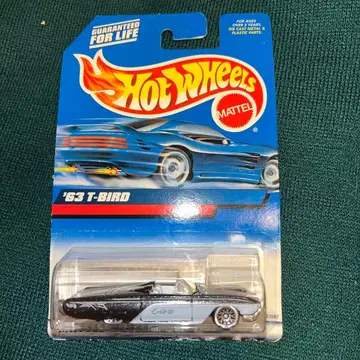 GUARANTEED
FOR LIFE
FOR AGES
OVER 3 YEARS.
DIE CAST METAL &
PLASTIC PARTS.
HOT WHEELS
MATTEL
®
'63 T-BIRD